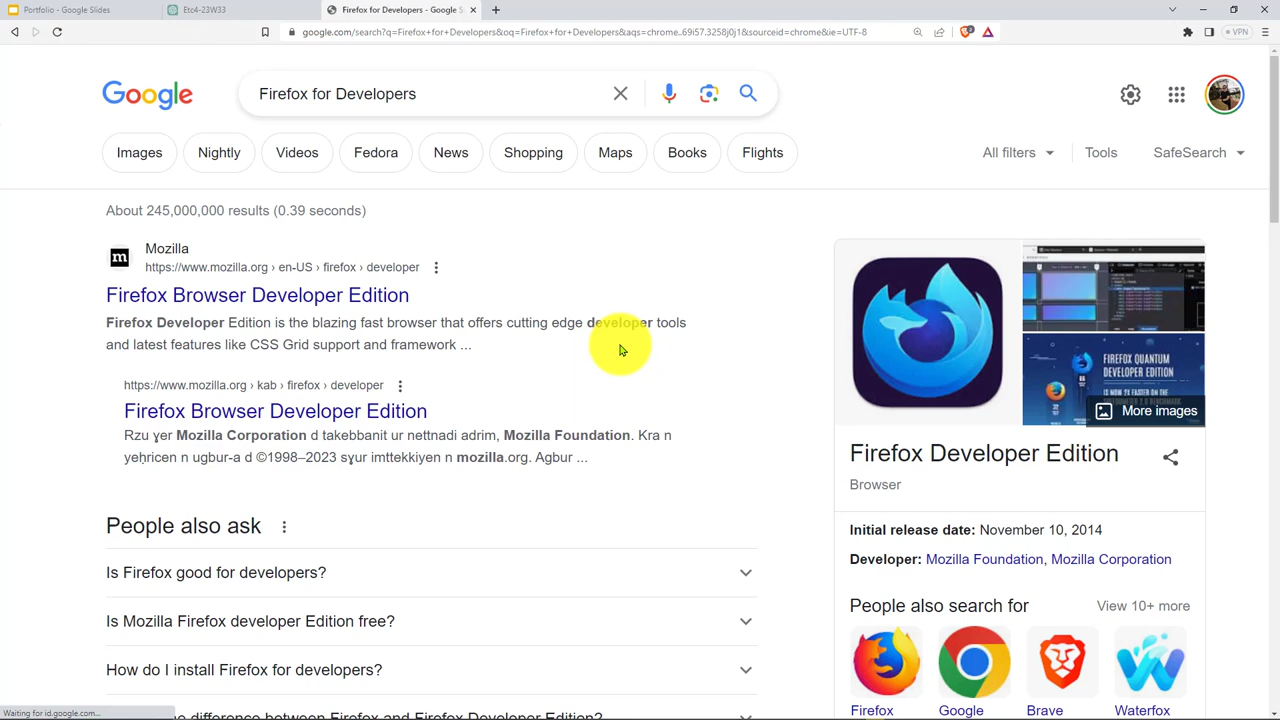 Portfolio - Google Slides
Etc4-23W33
Firefox for Developers - Google S
google.com/search?q=Firefox+for+Developers&oq=Firefox+for+Developers&aqs=chrome..69i57.3258j0j1&sourceid=chrome&ie=UTF-8
VPN
Google
Firefox for Developers
Images
Nightly
Videos
Fedora
News
Shopping
Maps
Books
Flights
All filters
Tools
SafeSearch
About 245,000,000 results (0.39 seconds)
m
Mozilla
https://www.mozilla.org › en-US › firefox › developer
Firefox Browser Developer Edition
Firefox Developer Edition is the blazing fast browser that offers cutting edge developer tools
and latest features like CSS Grid support and framework ...
https://www.mozilla.org › kab › firefox › developer
Firefox Browser Developer Edition
Rzu ɣer Mozilla Corporation d takebbanit ur nettnadi adrim, Mozilla Foundation. Kra n
yeḥricen n ugbur-a d ©1998–2023 sɣur imttekkiyen n mozilla.org. Agbur ...
People also ask
Is Firefox good for developers?
Is Mozilla Firefox developer Edition free?
How do I install Firefox for developers?
difference between Firefox and Firefox Developer Edition?
Waiting for id.google.com...
FIREFOX QUANTUM
DEVELOPER EDITION
More images
Firefox Developer Edition
Browser
Initial release date: November 10, 2014
Developer: Mozilla Foundation, Mozilla Corporation
People also search for
View 10+ more
Firefox
Google
Brave
Waterfox